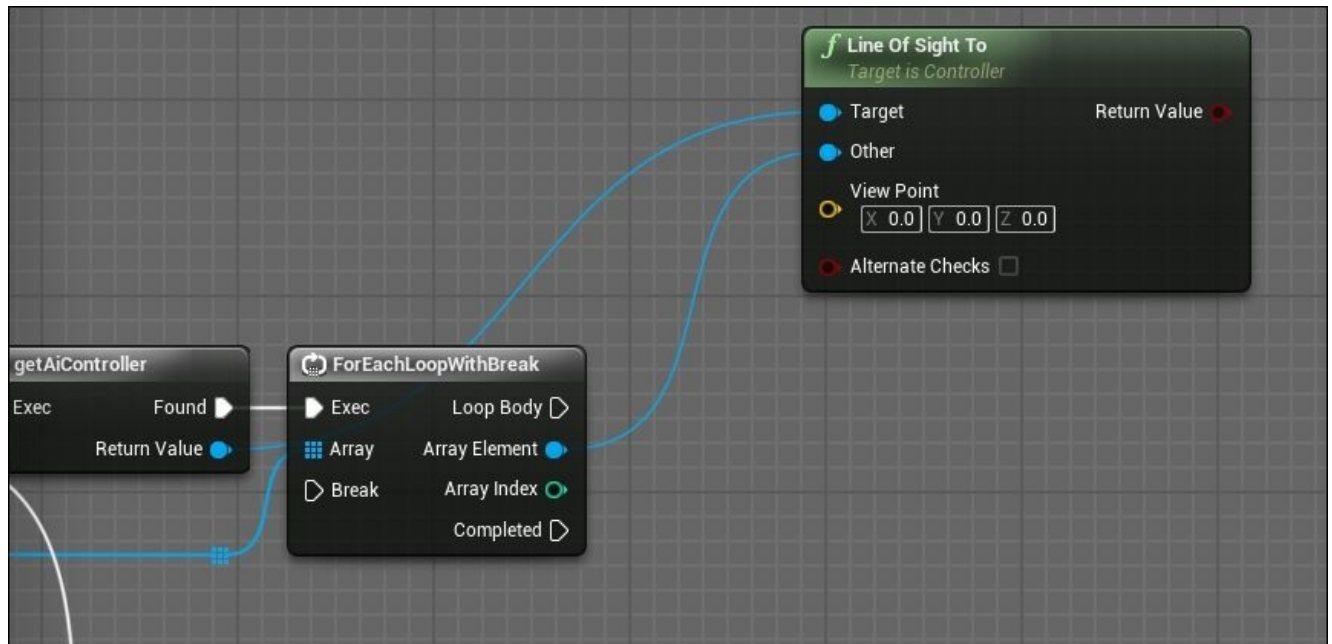 f Line Of Sight To
Target is Controller
Target Return Value
Other
View Point
X 0.0 Y 0.0 Z 0.0
Alternate Checks
getAiController
Exec Found
Return Value
ForEachLoopWithBreak
Exec Loop Body
Array Array Element
Break Array Index
Completed